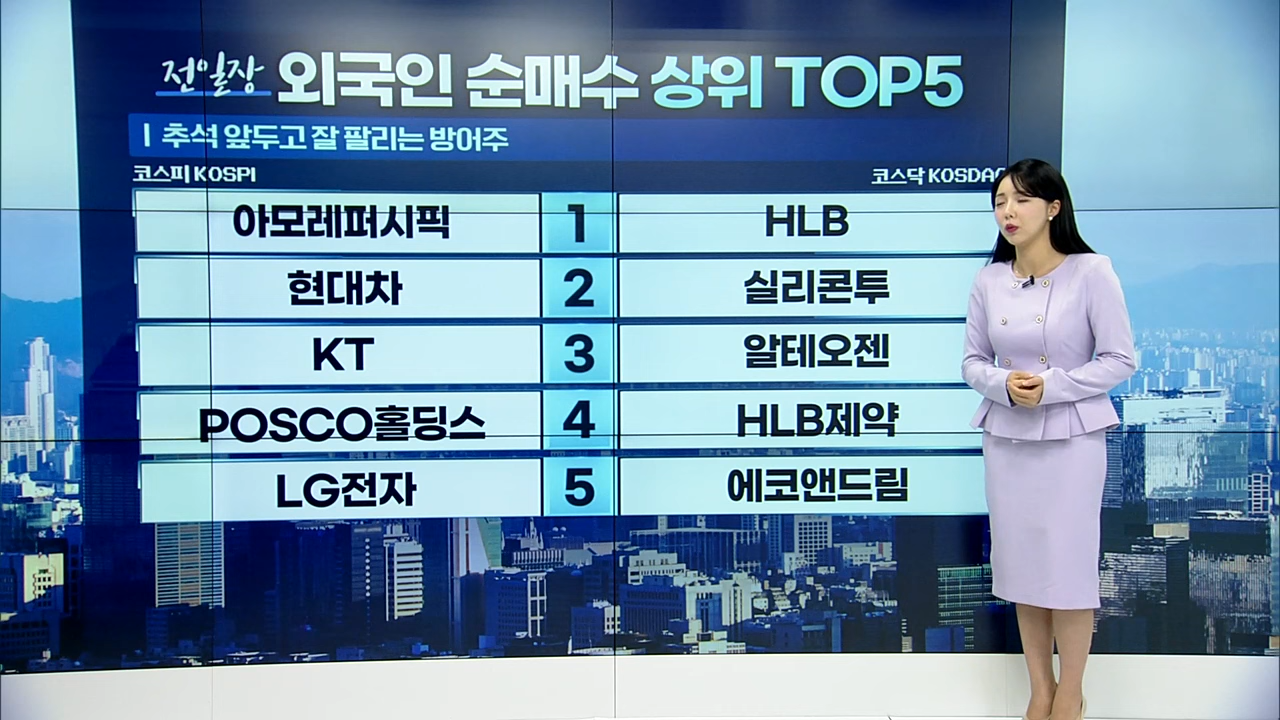 전일장 외국인 순매수 상위 TOP5
| 추석 앞두고 잘 팔리는 방어주
코스피 KOSPI 코스닥 KOSDAQ
아모레퍼시픽 1 HLB
현대차 2 실리콘투
KT 3 알테오젠
POSCO홀딩스 4 HLB제약
LG전자 5 에코앤드림